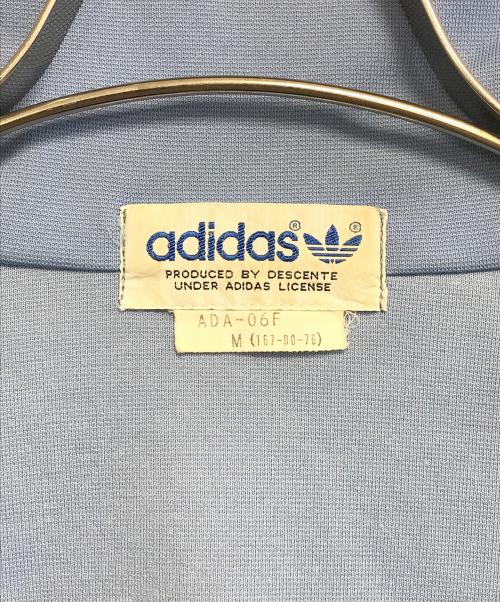 adidas® ®
PRODUCED BY DESCENTE
UNDER ADIDAS LICENSE
ADA-06F
M (167-90-76)